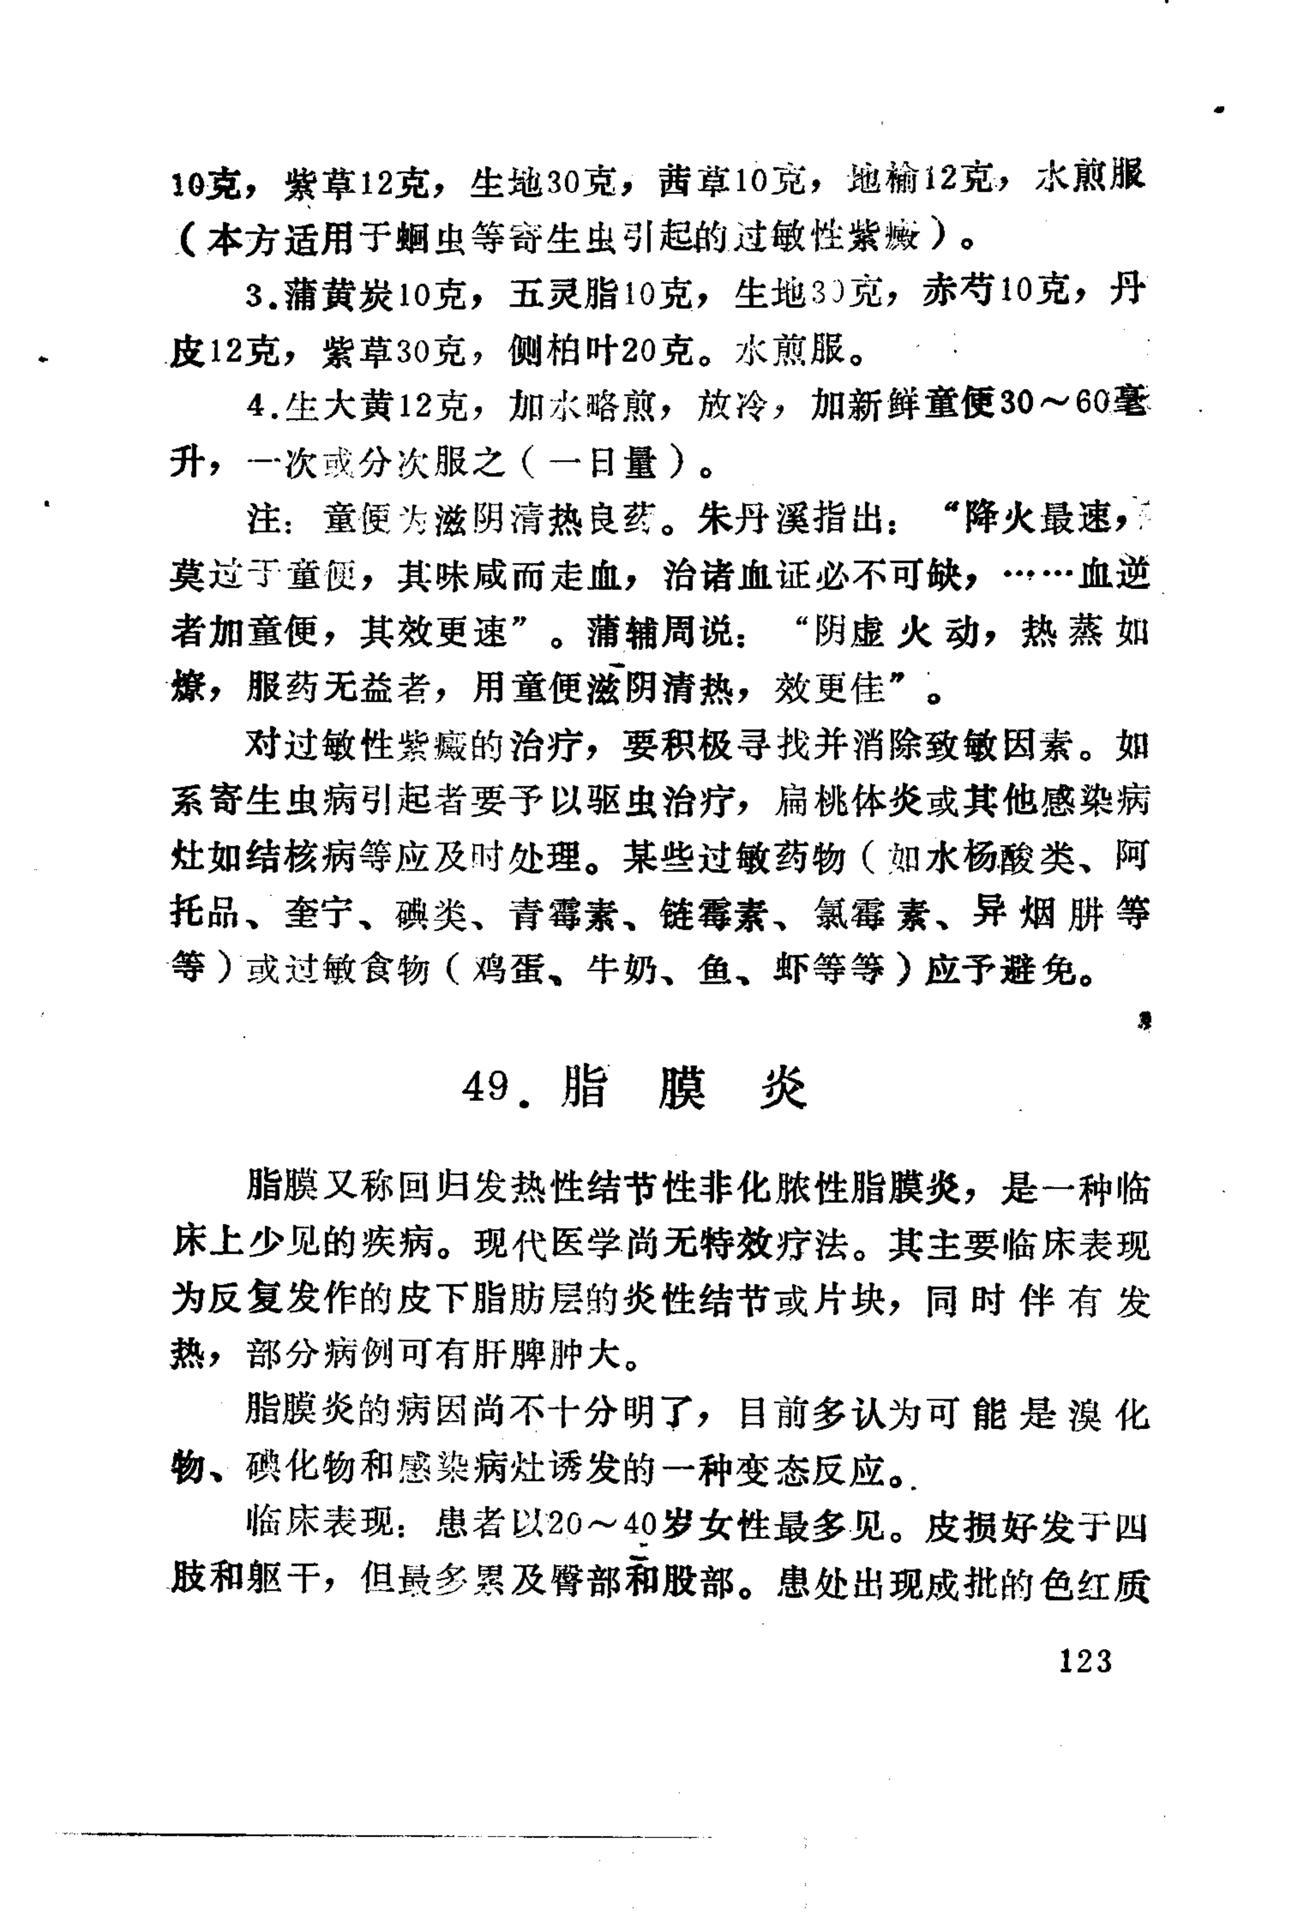 10克，紫草12克，生地30克，茜草10克，地榆12克，水煎服
（本方适用于蛔虫等寄生虫引起的过敏性紫癜）。
3.蒲黄炭10克，五灵脂10克，生地30克，赤芍10克，丹
皮12克，紫草30克，侧柏叶20克。水煎服。
4.生大黄12克，加水略煎，放冷，加新鲜童便30～60毫
升，一次或分次服之（一日量）。
注：童便为滋阴清热良药。朱丹溪指出：“降火最速，
莫过于童便，其味咸而走血，治诸血证必不可缺，……血逆
者加童便，其效更速”。蒲辅周说：“阴虚火动，热蒸如
燎，服药无益者，用童便滋阴清热，效更佳”。
对过敏性紫癜的治疗，要积极寻找并消除致敏因素。如
系寄生虫病引起者要予以驱虫治疗，扁桃体炎或其他感染病
灶如结核病等应及时处理。某些过敏药物（如水杨酸类、阿
托品、奎宁、碘类、青霉素、链霉素、氯霉素、异烟肼等
等）或过敏食物（鸡蛋、牛奶、鱼、虾等等）应予避免。
49．脂膜炎
脂膜又称回归发热性结节性非化脓性脂膜炎，是一种临
床上少见的疾病。现代医学尚无特效疗法。其主要临床表现
为反复发作的皮下脂肪层的炎性结节或片块，同时伴有发
热，部分病例可有肝脾肿大。
脂膜炎的病因尚不十分明了，目前多认为可能是溴化
物、碘化物和感染病灶诱发的一种变态反应。
临床表现：患者以20～40岁女性最多见。皮损好发于四
肢和躯干，但最多累及臀部和股部。患处出现成批的色红质
123